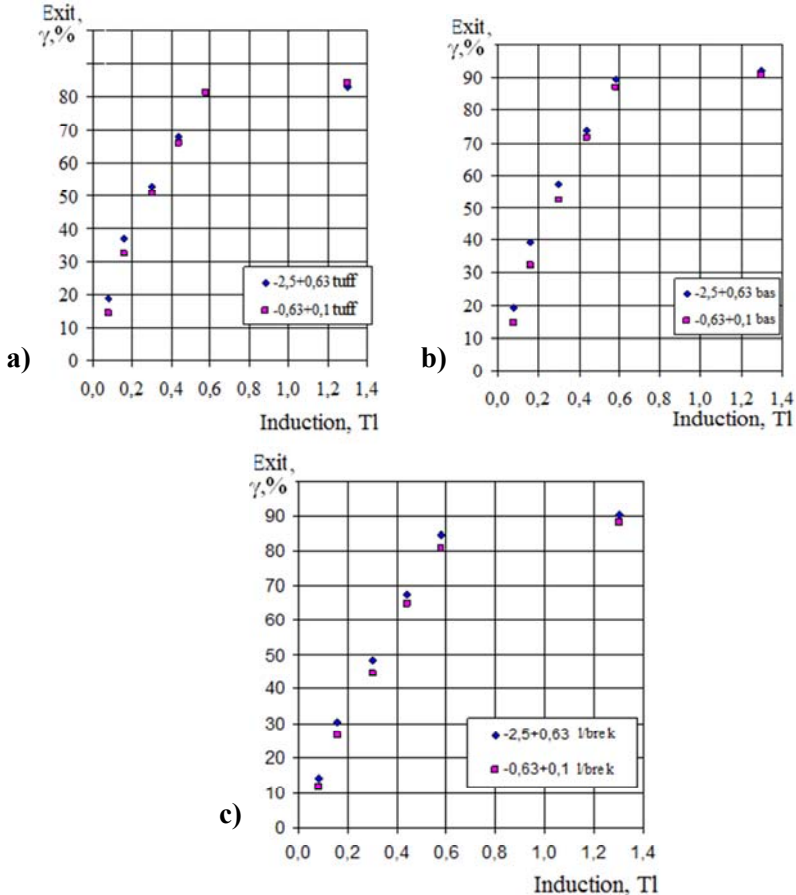 Exit,
γ,%
80
70
60
50
40
30
20
10
0
0,0 0,2 0,4 0,6 0,8 1,0 1,2 1,4
Induction, Tl
-2,5+0,63 tuff
-0,63+0,1 tuff
a)
Exit,
γ,%
90
80
70
60
50
40
30
20
10
0
0,0 0,2 0,4 0,6 0,8 1,0 1,2 1,4
Induction, Tl
-2,5+0,63 bas
-0,63+0,1 bas
b)
Exit,
γ,%
90
80
70
60
50
40
30
20
10
0
0,0 0,2 0,4 0,6 0,8 1,0 1,2 1,4
Induction, Tl
-2,5+0,63 l/brek
-0,63+0,1 l/brek
c)